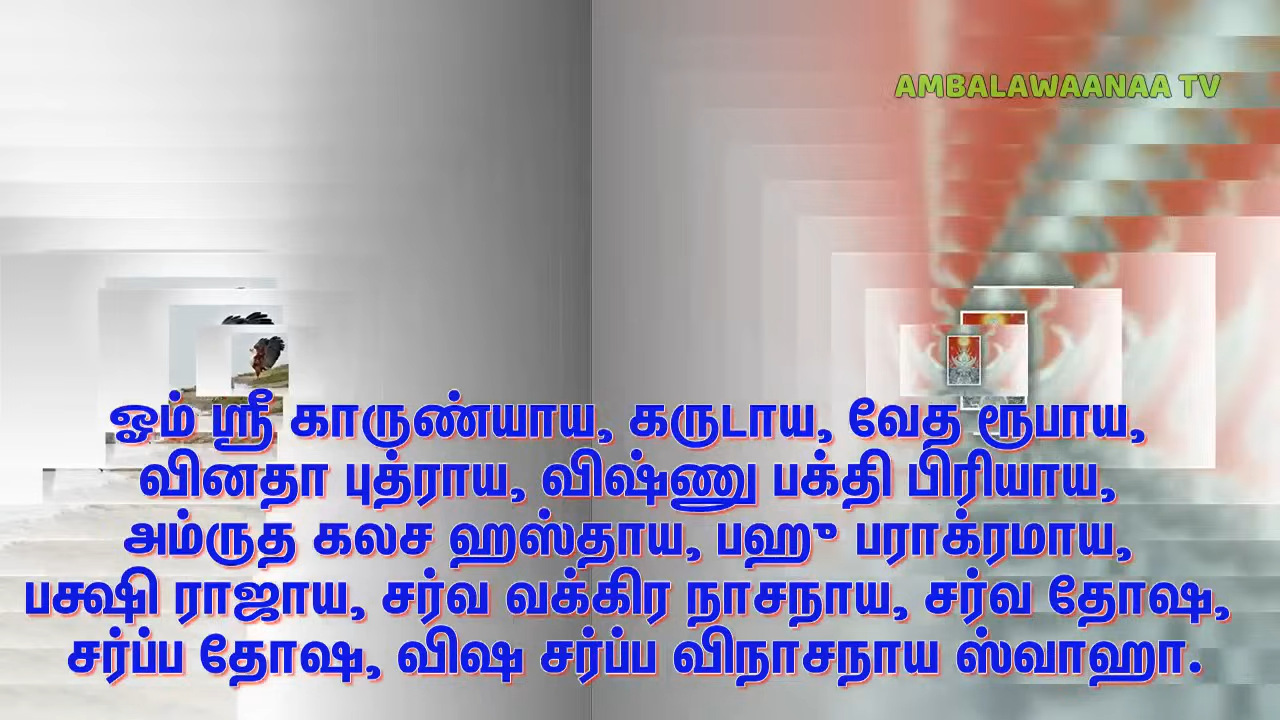 AMBALAWAANAA TV
ஓம் ஸ்ரீ காருண்யாய, கருடாய, வேத ரூபாய,
வினதா புத்ராய, விஷ்ணு பக்தி பிரியாய,
அம்ருத கலச ஹஸ்தாய, பஹு பராக்ரமாய,
பக்ஷி ராஜாய, சர்வ வக்கிர நாசநாய, சர்வ தோஷ,
சர்ப்ப தோஷ, விஷ சர்ப்ப விநாசநாய ஸ்வாஹா.